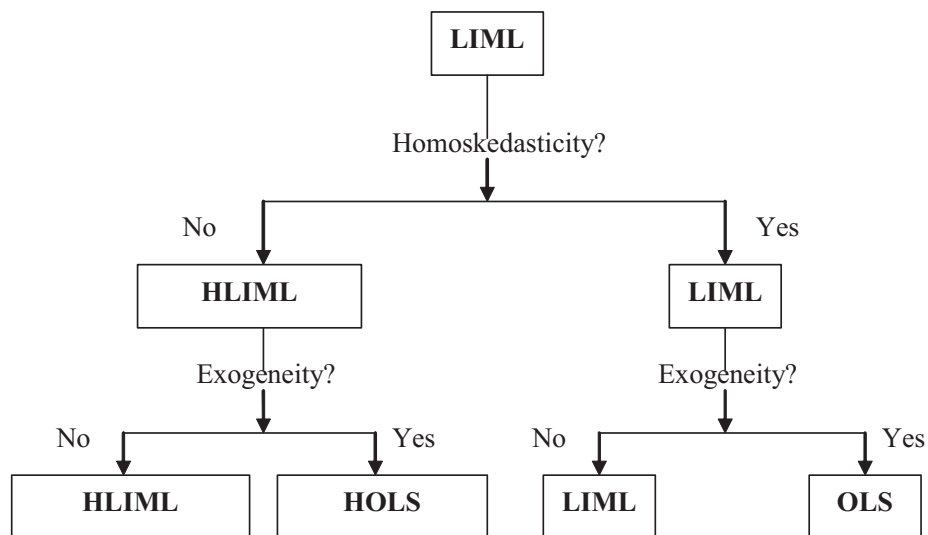 LIML
Homoskedasticity?
No
Yes
HLIML
LIML
Exogeneity?
Exogeneity?
No
Yes
No
Yes
HLIML
HOLS
LIML
OLS